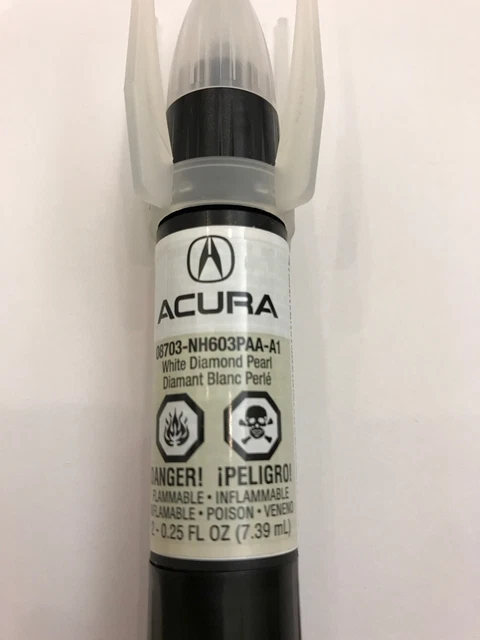 ACURA
08703-NH603PAA-A1
White Diamond Pearl
Diamant Blanc Perlé
DANGER! ¡PELIGRO!
FLAMMABLE • INFLAMMABLE
INFLAMABLE • POISON • VENENO
2 - 0.25 FL OZ (7.39 mL)